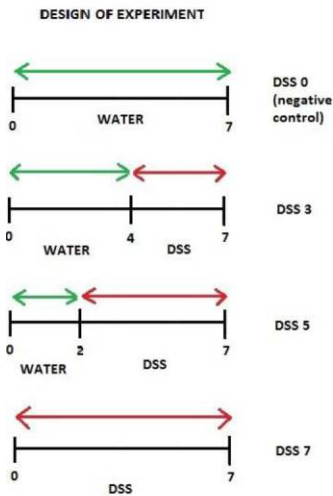 DESIGN OF EXPERIMENT
DSS 0
(negative
control)
0 WATER 7
DSS 3
0 4 7
WATER DSS
DSS 5
0 2 7
WATER DSS
DSS 7
0 7
DSS